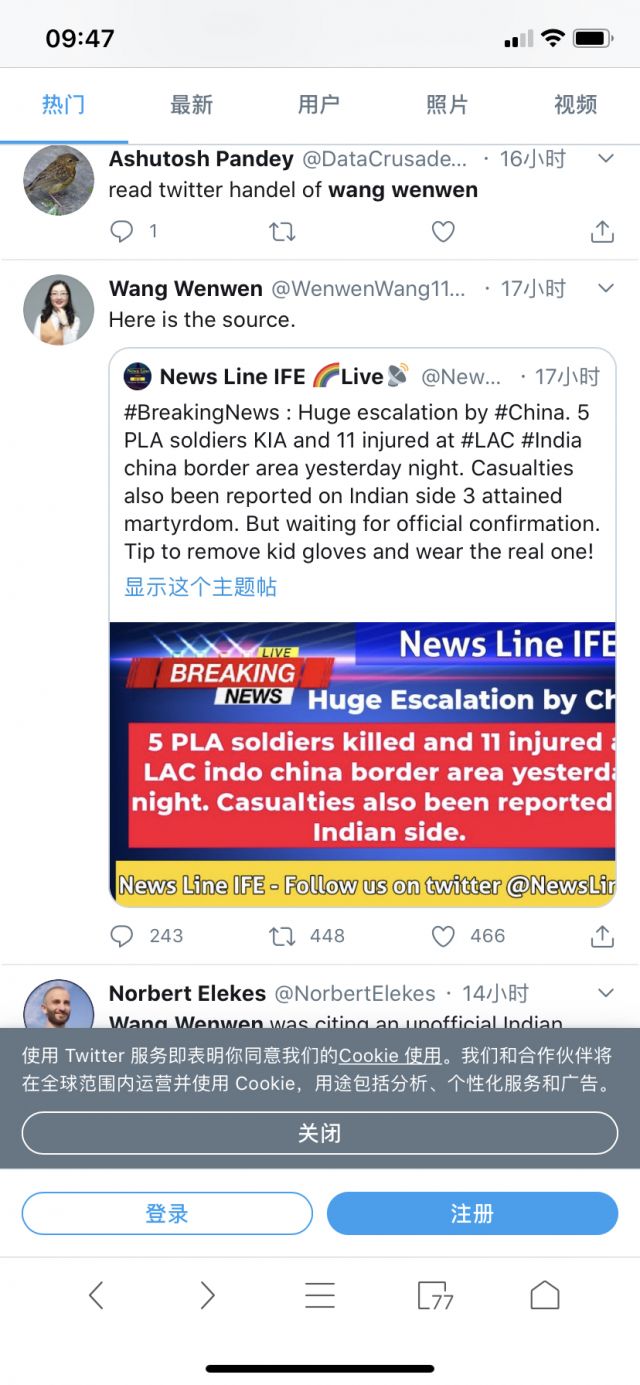 09:47
热门 最新 用户 照片 视频
Ashutosh Pandey @DataCrusade... · 16小时
read twitter handel of wang wenwen
1
Wang Wenwen @WenwenWang11... · 17小时
Here is the source.
News Line IFE 🌈Live📡 @New... · 17小时
#BreakingNews : Huge escalation by #China. 5
PLA soldiers KIA and 11 injured at #LAC #India
china border area yesterday night. Casualties
also been reported on Indian side 3 attained
martyrdom. But waiting for official confirmation.
Tip to remove kid gloves and wear the real one!
显示这个主题帖
News Line IFE
LIVE
BREAKING
NEWS
Huge Escalation by Ch
5 PLA soldiers killed and 11 injured a
LAC indo china border area yesterda
night. Casualties also been reported
Indian side.
News Line IFE - Follow us on twitter @NewsLin
243 448 466
Norbert Elekes @NorbertElekes · 14小时
Wang Wenwen was citing an unofficial Indian
使用 Twitter 服务即表明你同意我们的Cookie 使用。我们和合作伙伴将
在全球范围内运营并使用 Cookie，用途包括分析、个性化服务和广告。
关闭
登录 注册
77